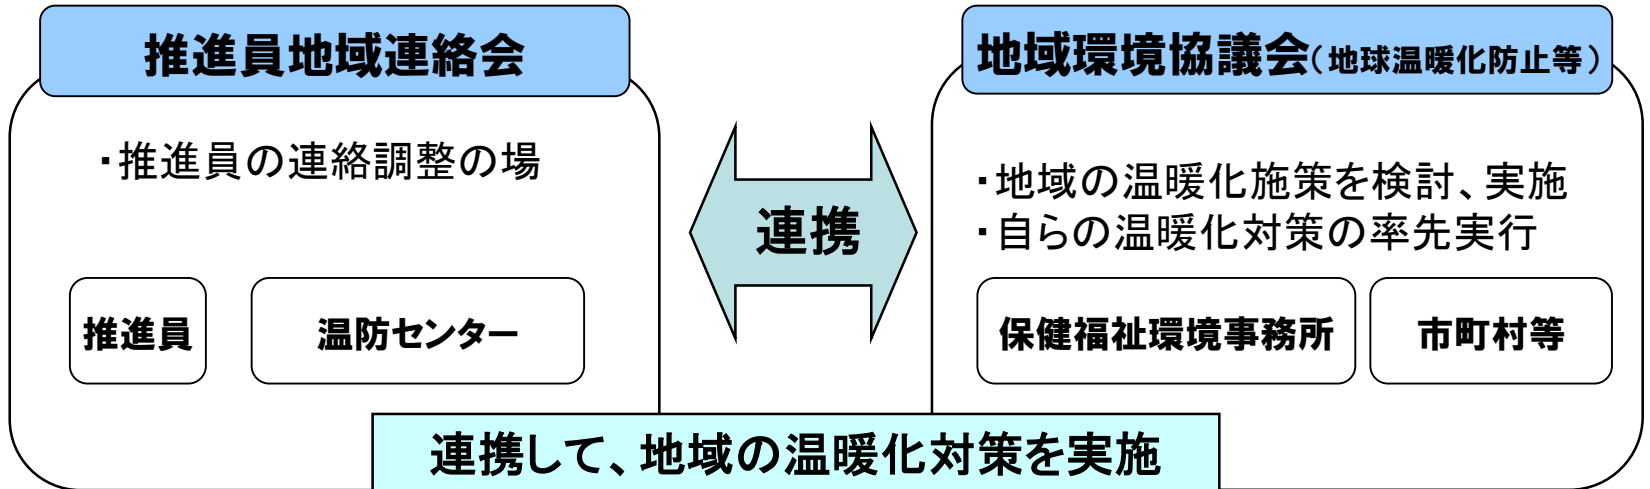 推進員地域連絡会
・推進員の連絡調整の場
推進員
温防センター
連携
地域環境協議会(地球温暖化防止等)
・地域の温暖化施策を検討、実施
・自らの温暖化対策の率先実行
保健福祉環境事務所
市町村等
連携して、地域の温暖化対策を実施